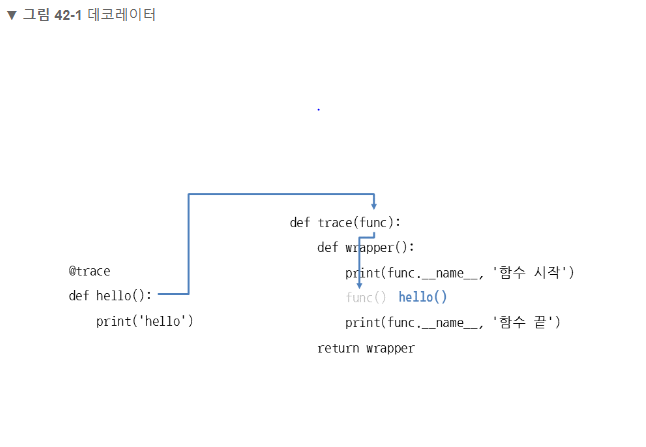 ▼ 그림 42-1 데코레이터
def trace(func):
def wrapper():
@trace
print(func.__name__, '함수 시작')
def hello():
func() hello()
print('hello')
print(func.__name__, '함수 끝')
return wrapper